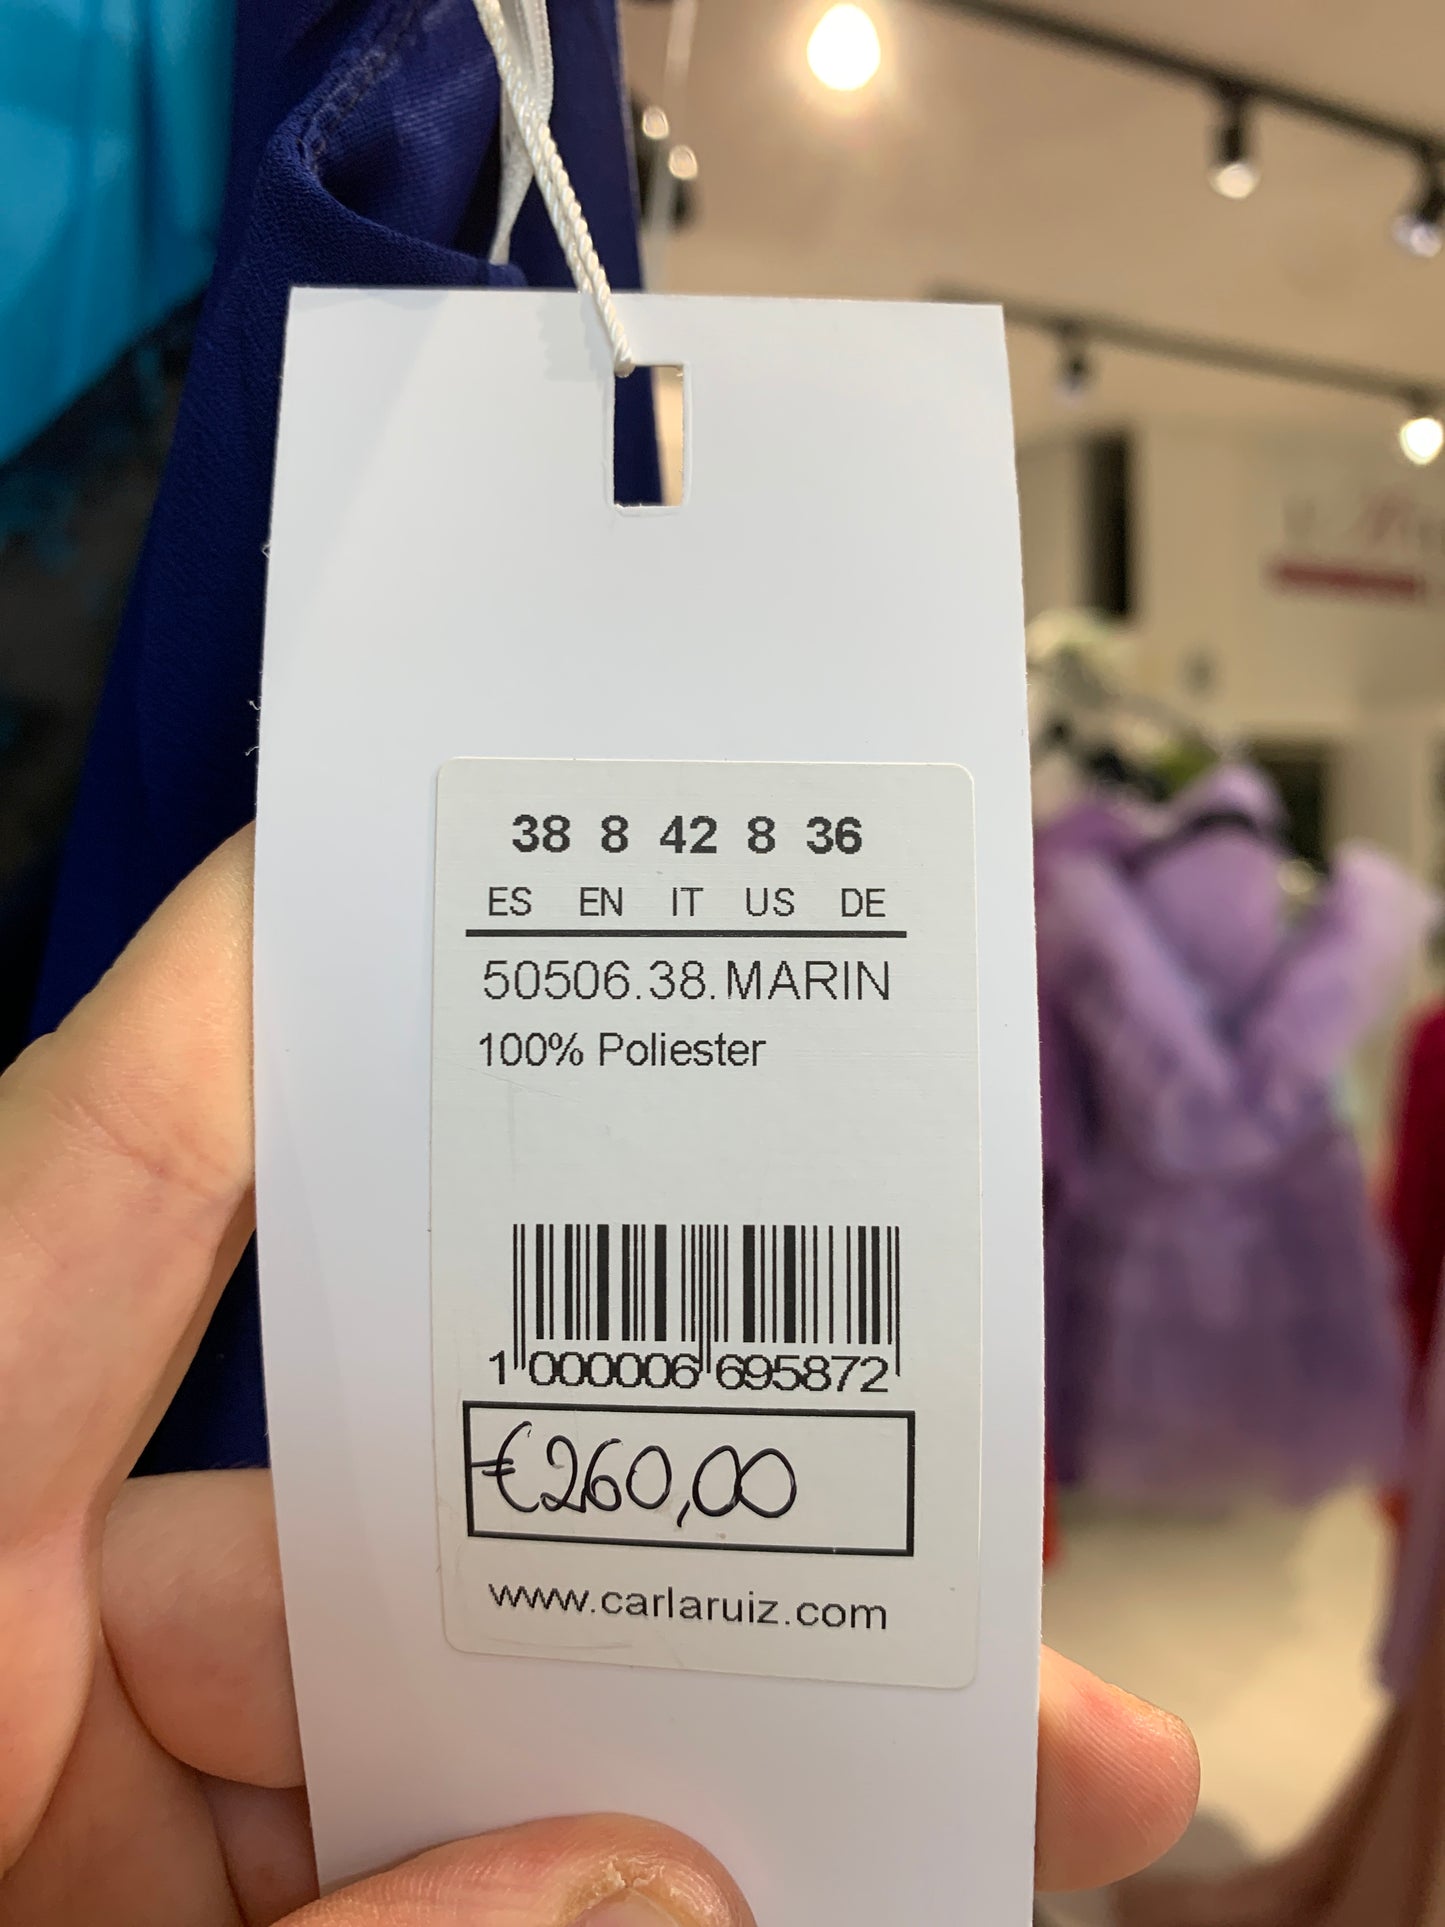 38 8 42 8 36
ES EN IT US DE
50506.38.MARIN
100% Poliester
1 000006 695872
€260,00
www.carlaruiz.com